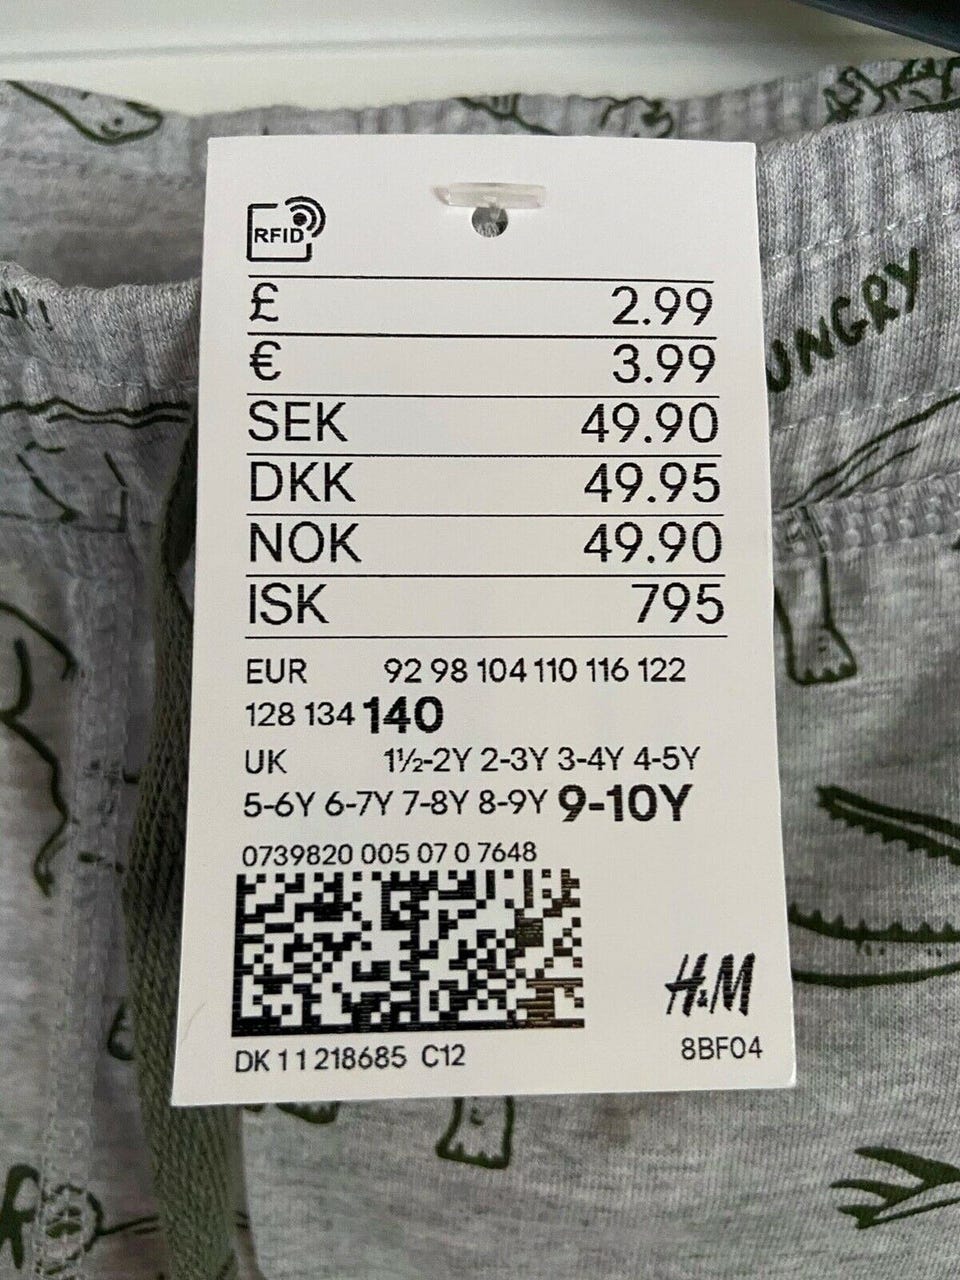 RFID
£ 2.99
€ 3.99
SEK 49.90
DKK 49.95
NOK 49.90
ISK 795
EUR 92 98 104 110 116 122
128 134 140
UK 1½-2Y 2-3Y 3-4Y 4-5Y
5-6Y 6-7Y 7-8Y 8-9Y 9-10Y
0739820 005 07 0 7648
H&M
DK 11 218685 C12
8BF04
UNGRY